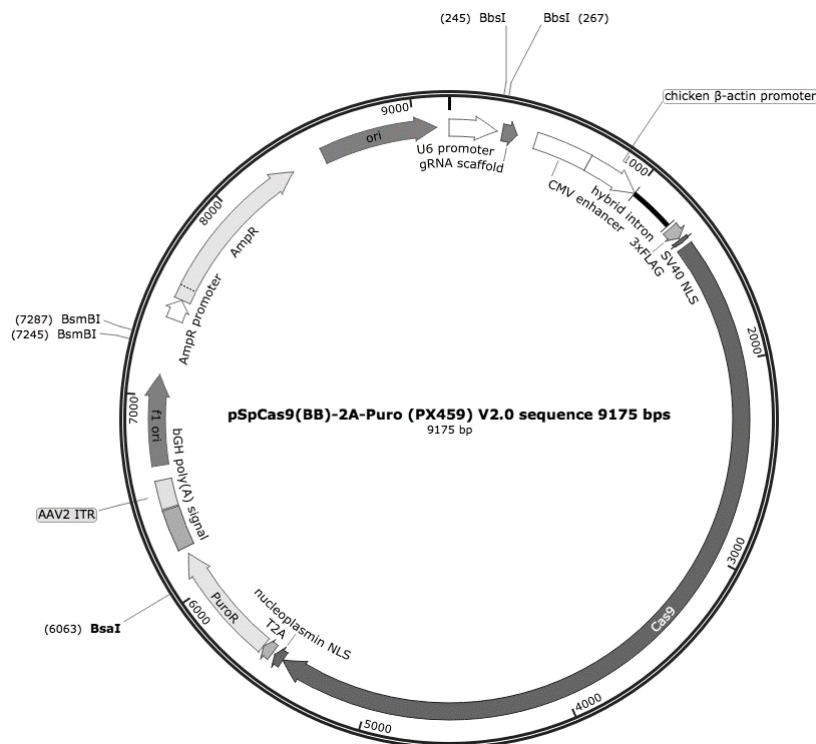 (245) BbsI
BbsI (267)
chicken β-actin promoter
9000
1000
ori
U6 promoter
gRNA scaffold
CMV enhancer
hybrid intron
3xFLAG
SV40 NLS
8000
AmpR
AmpR promoter
(7287) BsmBI
(7245) BsmBI
2000
7000
f1 ori
pSpCas9(BB)-2A-Puro (PX459) V2.0 sequence 9175 bps
9175 bp
bGH poly(A) signal
AAV2 ITR
3000
Cas9
6000
PuroR
(6063) BsaI
T2A
nucleoplasmin NLS
4000
5000